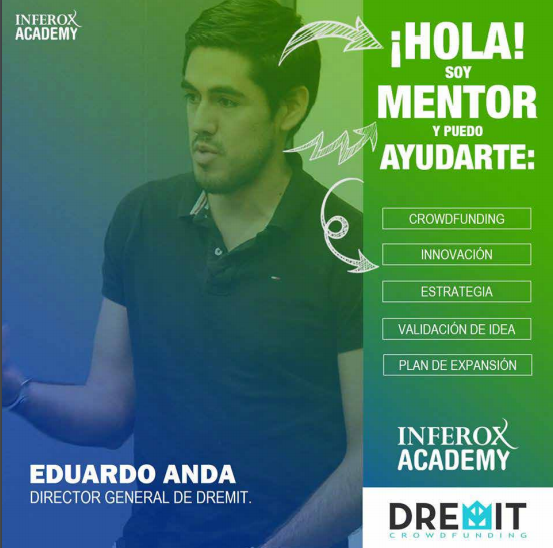 INFEROX
ACADEMY
¡HOLA!
SOY
MENTOR
Y PUEDO
AYUDARTE:
CROWDFUNDING
INNOVACIÓN
ESTRATEGIA
VALIDACIÓN DE IDEA
PLAN DE EXPANSIÓN
EDUARDO ANDA
DIRECTOR GENERAL DE DREMIT.
INFEROX
ACADEMY
DREMIT
CROWDFUNDING